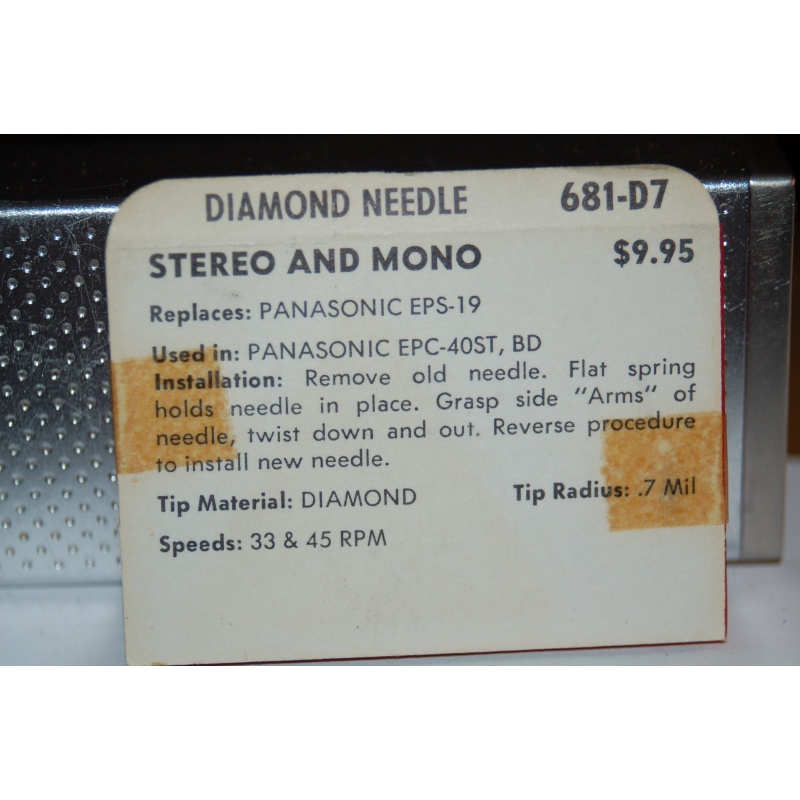 DIAMOND NEEDLE 681-D7
STEREO AND MONO $9.95
Replaces: PANASONIC EPS-19
Used in: PANASONIC EPC-40ST, BD
Installation: Remove old needle. Flat spring
holds needle in place. Grasp side "Arms" of
needle, twist down and out. Reverse procedure
to install new needle.
Tip Material: DIAMOND Tip Radius: .7 Mil
Speeds: 33 & 45 RPM